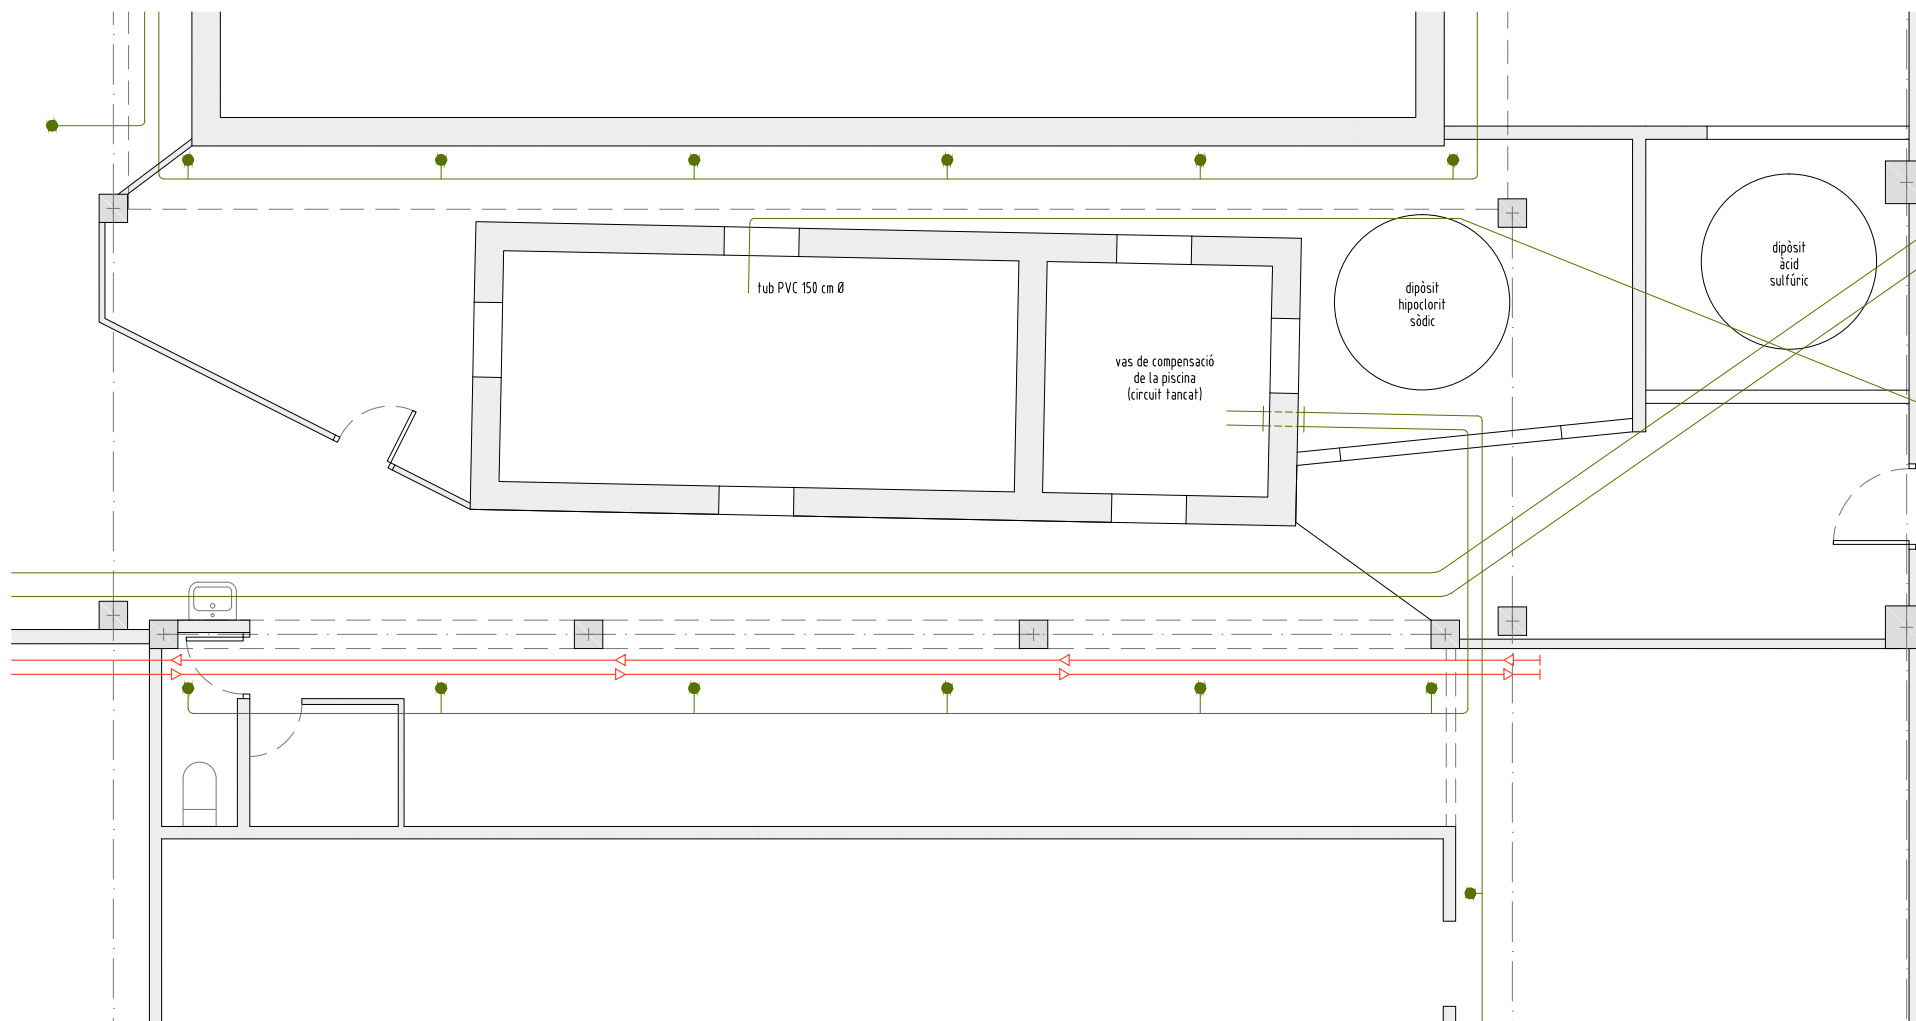 tub PVC 150 cm Ø
vas de compensació
de la piscina
(circuit tancat)
dipòsit
hipoclorit
sòdic
dipòsit
àcid
sulfúric